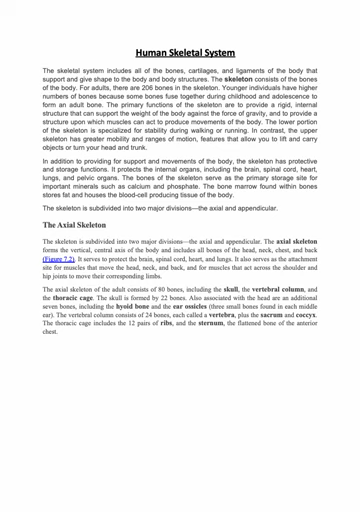 Human Skeletal System
The skeletal system includes all of the bones, cartilages, and ligaments of the body that
support and give shape to the body and body structures. The skeleton consists of the bones
of the body. For adults, there are 206 bones in the skeleton. Younger individuals have higher
numbers of bones because some bones fuse together during childhood and adolescence to
form an adult bone. The primary functions of the skeleton are to provide a rigid, internal
structure that can support the weight of the body against the force of gravity, and to provide a
structure upon which muscles can act to produce movements of the body. The lower portion
of the skeleton is specialized for stability during walking or running. In contrast, the upper
skeleton has greater mobility and ranges of motion, features that allow you to lift and carry
objects or turn your head and trunk.
In addition to providing for support and movements of the body, the skeleton has protective
and storage functions. It protects the internal organs, including the brain, spinal cord, heart,
lungs, and pelvic organs. The bones of the skeleton serve as the primary storage site for
important minerals such as calcium and phosphate. The bone marrow found within bones
stores fat and houses the blood-cell producing tissue of the body.
The skeleton is subdivided into two major divisions—the axial and appendicular.
The Axial Skeleton
The skeleton is subdivided into two major divisions—the axial and appendicular. The axial skeleton
forms the vertical, central axis of the body and includes all bones of the head, neck, chest, and back
(Figure 7.2). It serves to protect the brain, spinal cord, heart, and lungs. It also serves as the attachment
site for muscles that move the head, neck, and back, and for muscles that act across the shoulder and
hip joints to move their corresponding limbs.
The axial skeleton of the adult consists of 80 bones, including the skull, the vertebral column, and
the thoracic cage. The skull is formed by 22 bones. Also associated with the head are an additional
seven bones, including the hyoid bone and the ear ossicles (three small bones found in each middle
ear). The vertebral column consists of 24 bones, each called a vertebra, plus the sacrum and coccyx.
The thoracic cage includes the 12 pairs of ribs, and the sternum, the flattened bone of the anterior
chest.